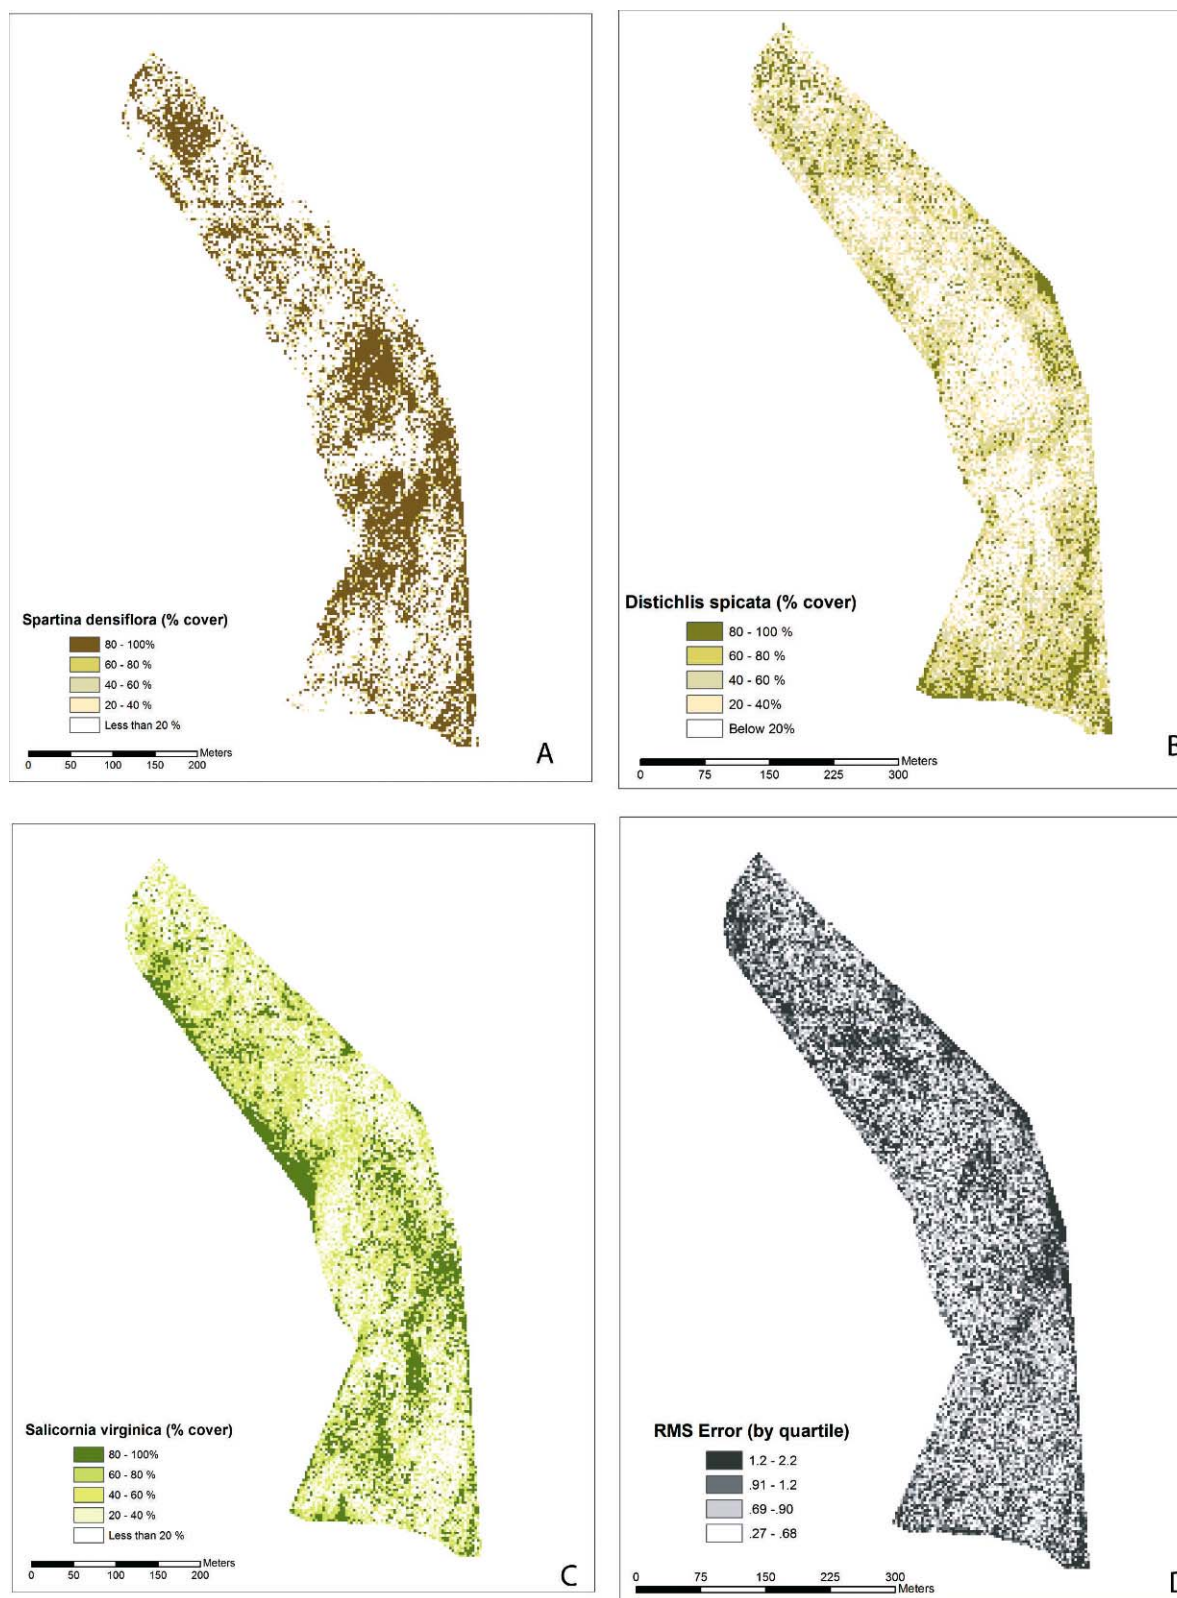 Spartina densiflora (% cover)
80 - 100%
60 - 80 %
40 - 60 %
20 - 40 %
Less than 20 %
Meters
0 50 100 150 200
A
Distichlis spicata (% cover)
80 - 100 %
60 - 80 %
40 - 60 %
20 - 40%
Below 20%
Meters
0 75 150 225 300
B
Salicornia virginica (% cover)
80 - 100%
60 - 80 %
40 - 60 %
20 - 40 %
Less than 20 %
Meters
0 50 100 150 200
C
RMS Error (by quartile)
1.2 - 2.2
.91 - 1.2
.69 - .90
.27 - .68
0 75 150 225 300
Meters
D